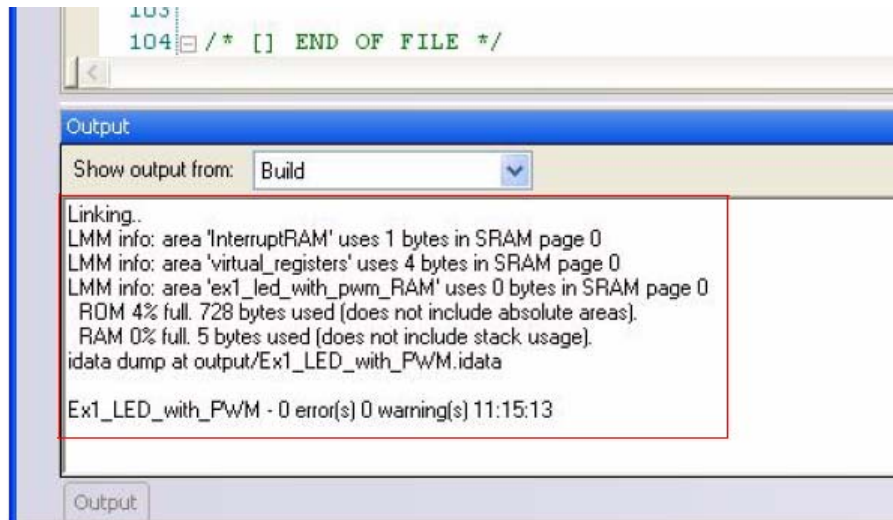 103
104 /* [] END OF FILE */
Output
Show output from: Build
Linking..
LMM info: area 'InterruptRAM' uses 1 bytes in SRAM page 0
LMM info: area 'virtual_registers' uses 4 bytes in SRAM page 0
LMM info: area 'ex1_led_with_pwm_RAM' uses 0 bytes in SRAM page 0
ROM 4% full. 728 bytes used (does not include absolute areas).
RAM 0% full. 5 bytes used (does not include stack usage).
idata dump at output/Ex1_LED_with_PWM.idata
Ex1_LED_with_PWM - 0 error(s) 0 warning(s) 11:15:13
Output